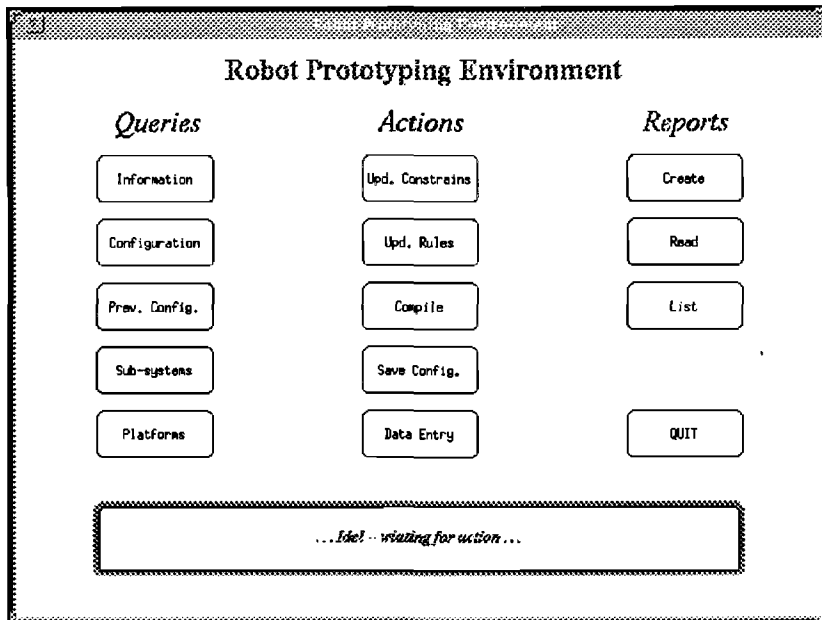 Robot Prototyping Environment
Queries Actions Reports
Information Upd. Constrains Create
Configuration Upd. Rules Read
Prev. Config. Compile List
Sub-systems Save Config.
Platforms Data Entry QUIT
...Idel -- wiating for action...